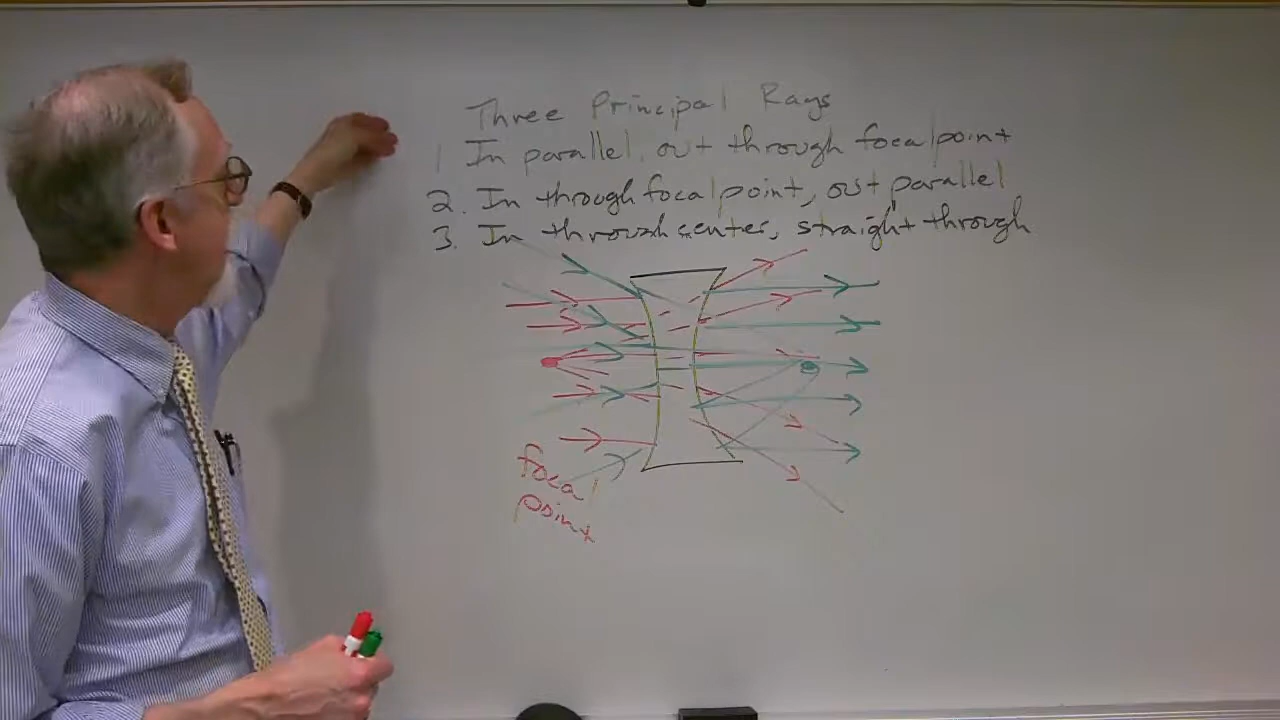 Three Principal Rays
1 In parallel, out through focal point
2. In through focal point, out parallel
3. In through center, straight through
focal
point